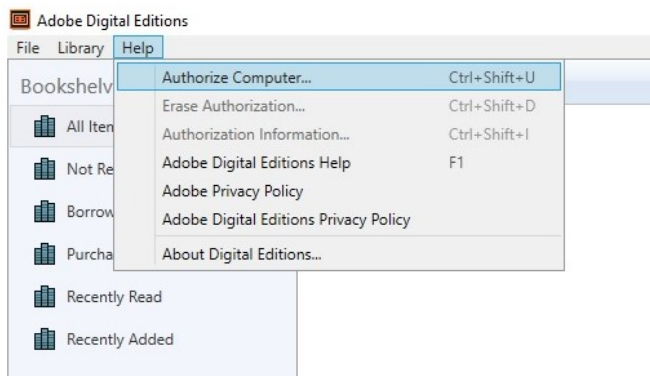 Adobe Digital Editions
File Library Help
Bookshelv
Authorize Computer... Ctrl+Shift+U
Erase Authorization... Ctrl+Shift+D
All Iten
Authorization Information... Ctrl+Shift+I
Not Re
Adobe Digital Editions Help F1
Adobe Privacy Policy
Borrow
Adobe Digital Editions Privacy Policy
Purcha
About Digital Editions...
Recently Read
Recently Added